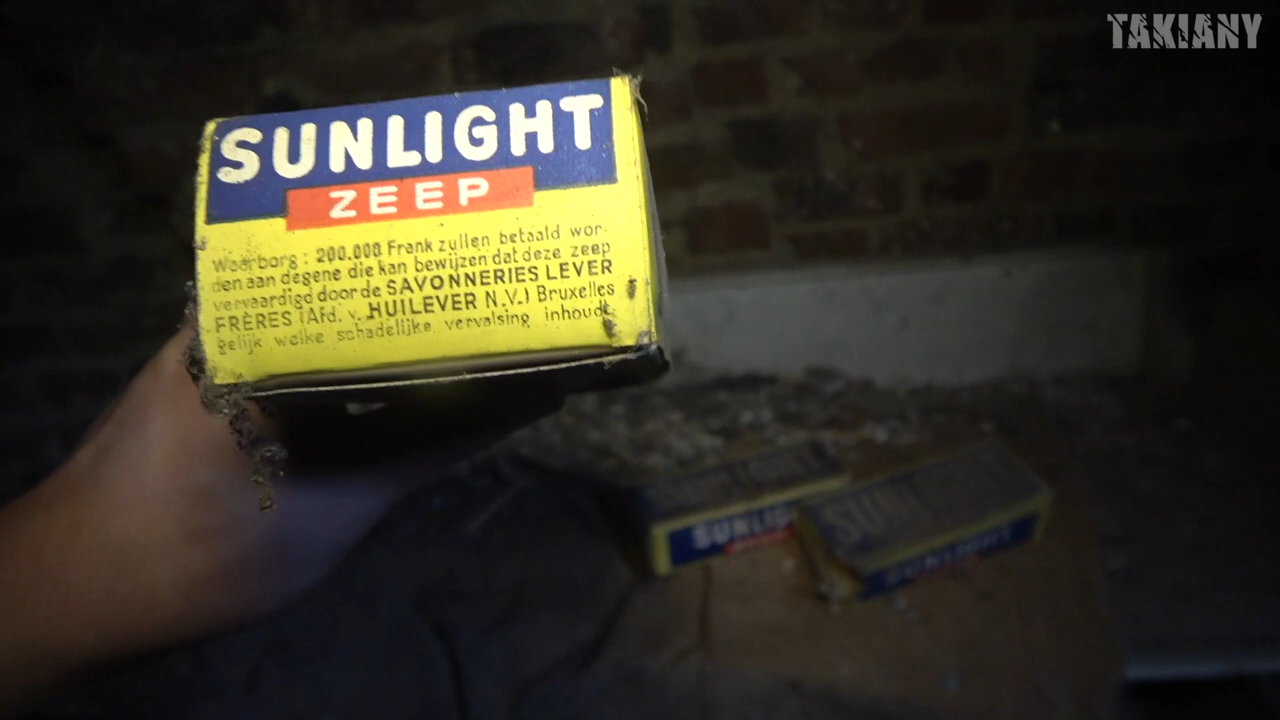 TAKIANY
SUNLIGHT
ZEEP
Waarborg : 200.000 Frank zullen betaald wor-
den aan degene die kan bewijzen dat deze zeep
vervaardigd door de SAVONNERIES LEVER
FRÈRES (Afd. v. HUILEVER N.V.) Bruxelles
gelijk welke schadelijke vervalsing inhoudt.
SUNLIGHT
SUNLIGHT
SUNLIGHT